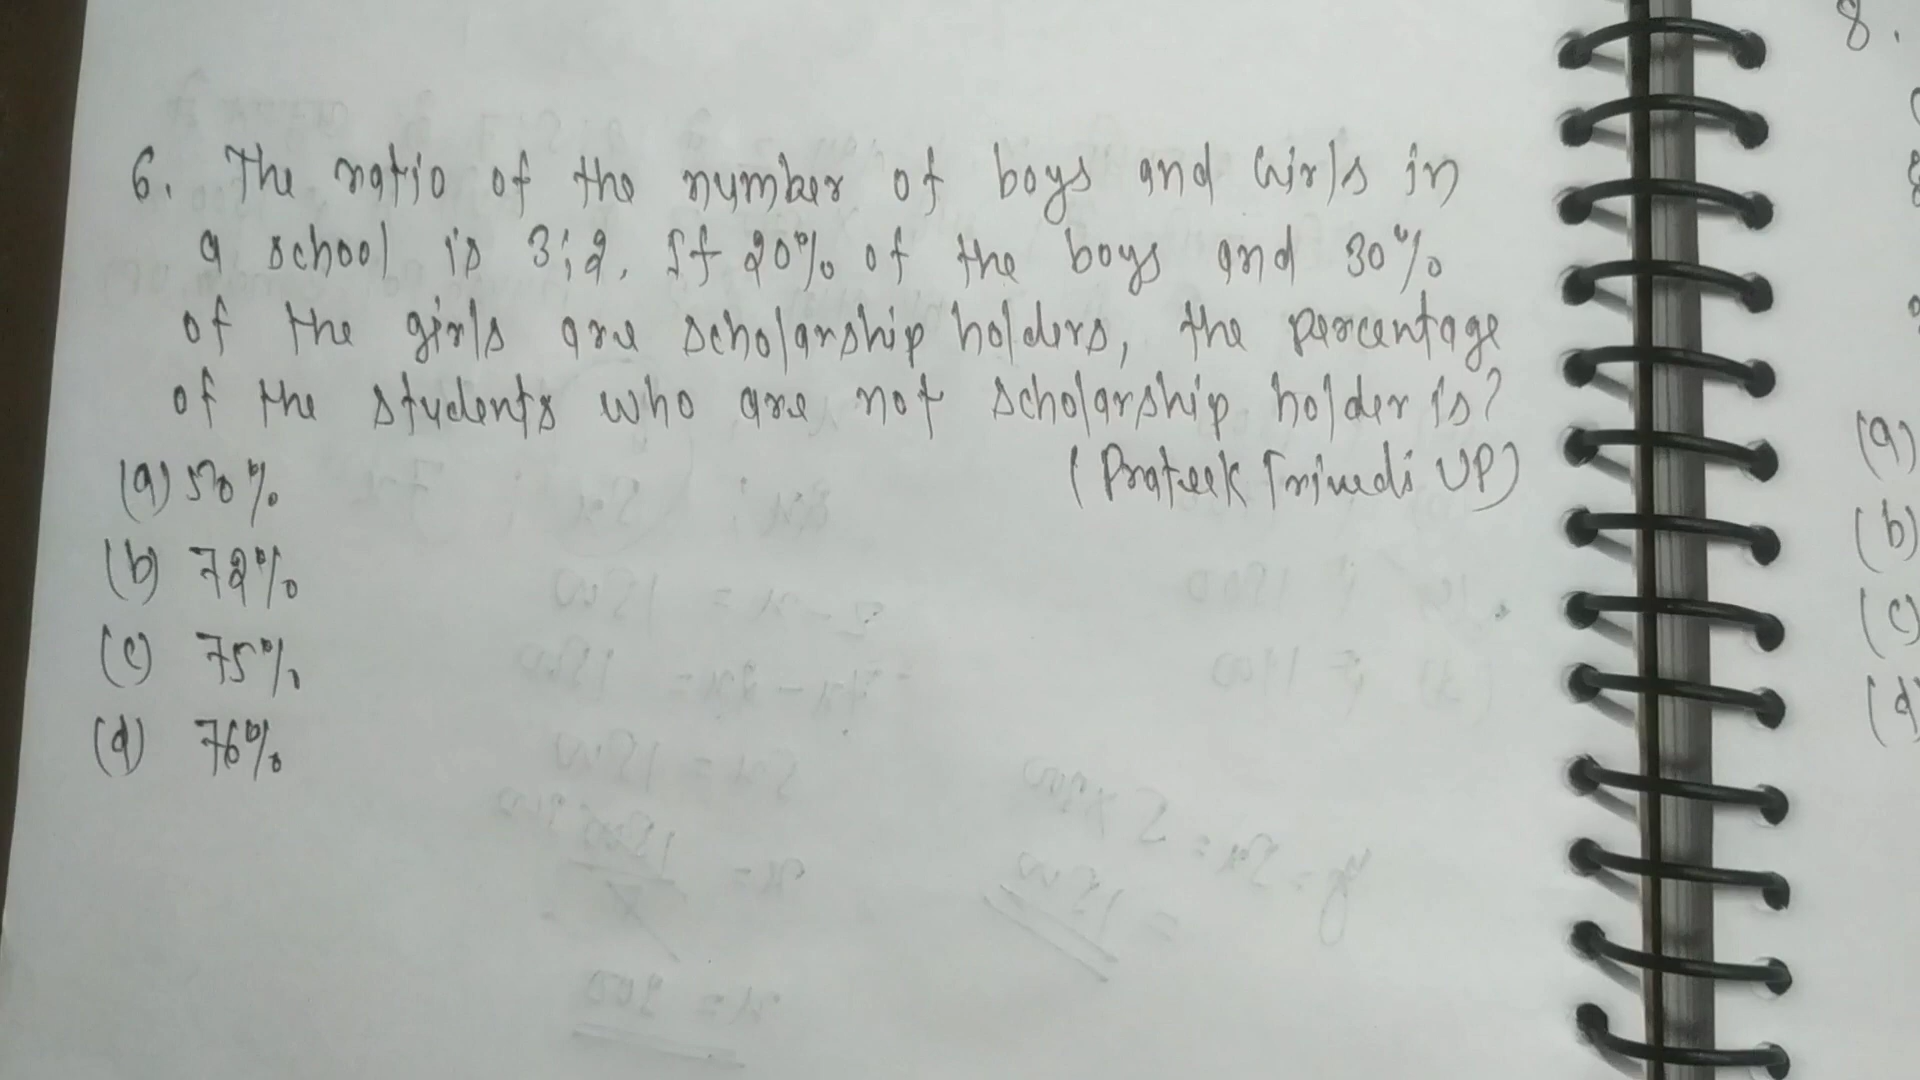 6. The ratio of the number of boys and Girls in
a school is 3:2. If 20% of the boys and 30%
of the girls are scholarship holders, the percentage
of the students who are not scholarship holder is?
(Prateek Trivedi UP)
(a) 50%
(b) 72%
(c) 75%
(d) 76%
8.
(a)
(b)
(c)
(d)